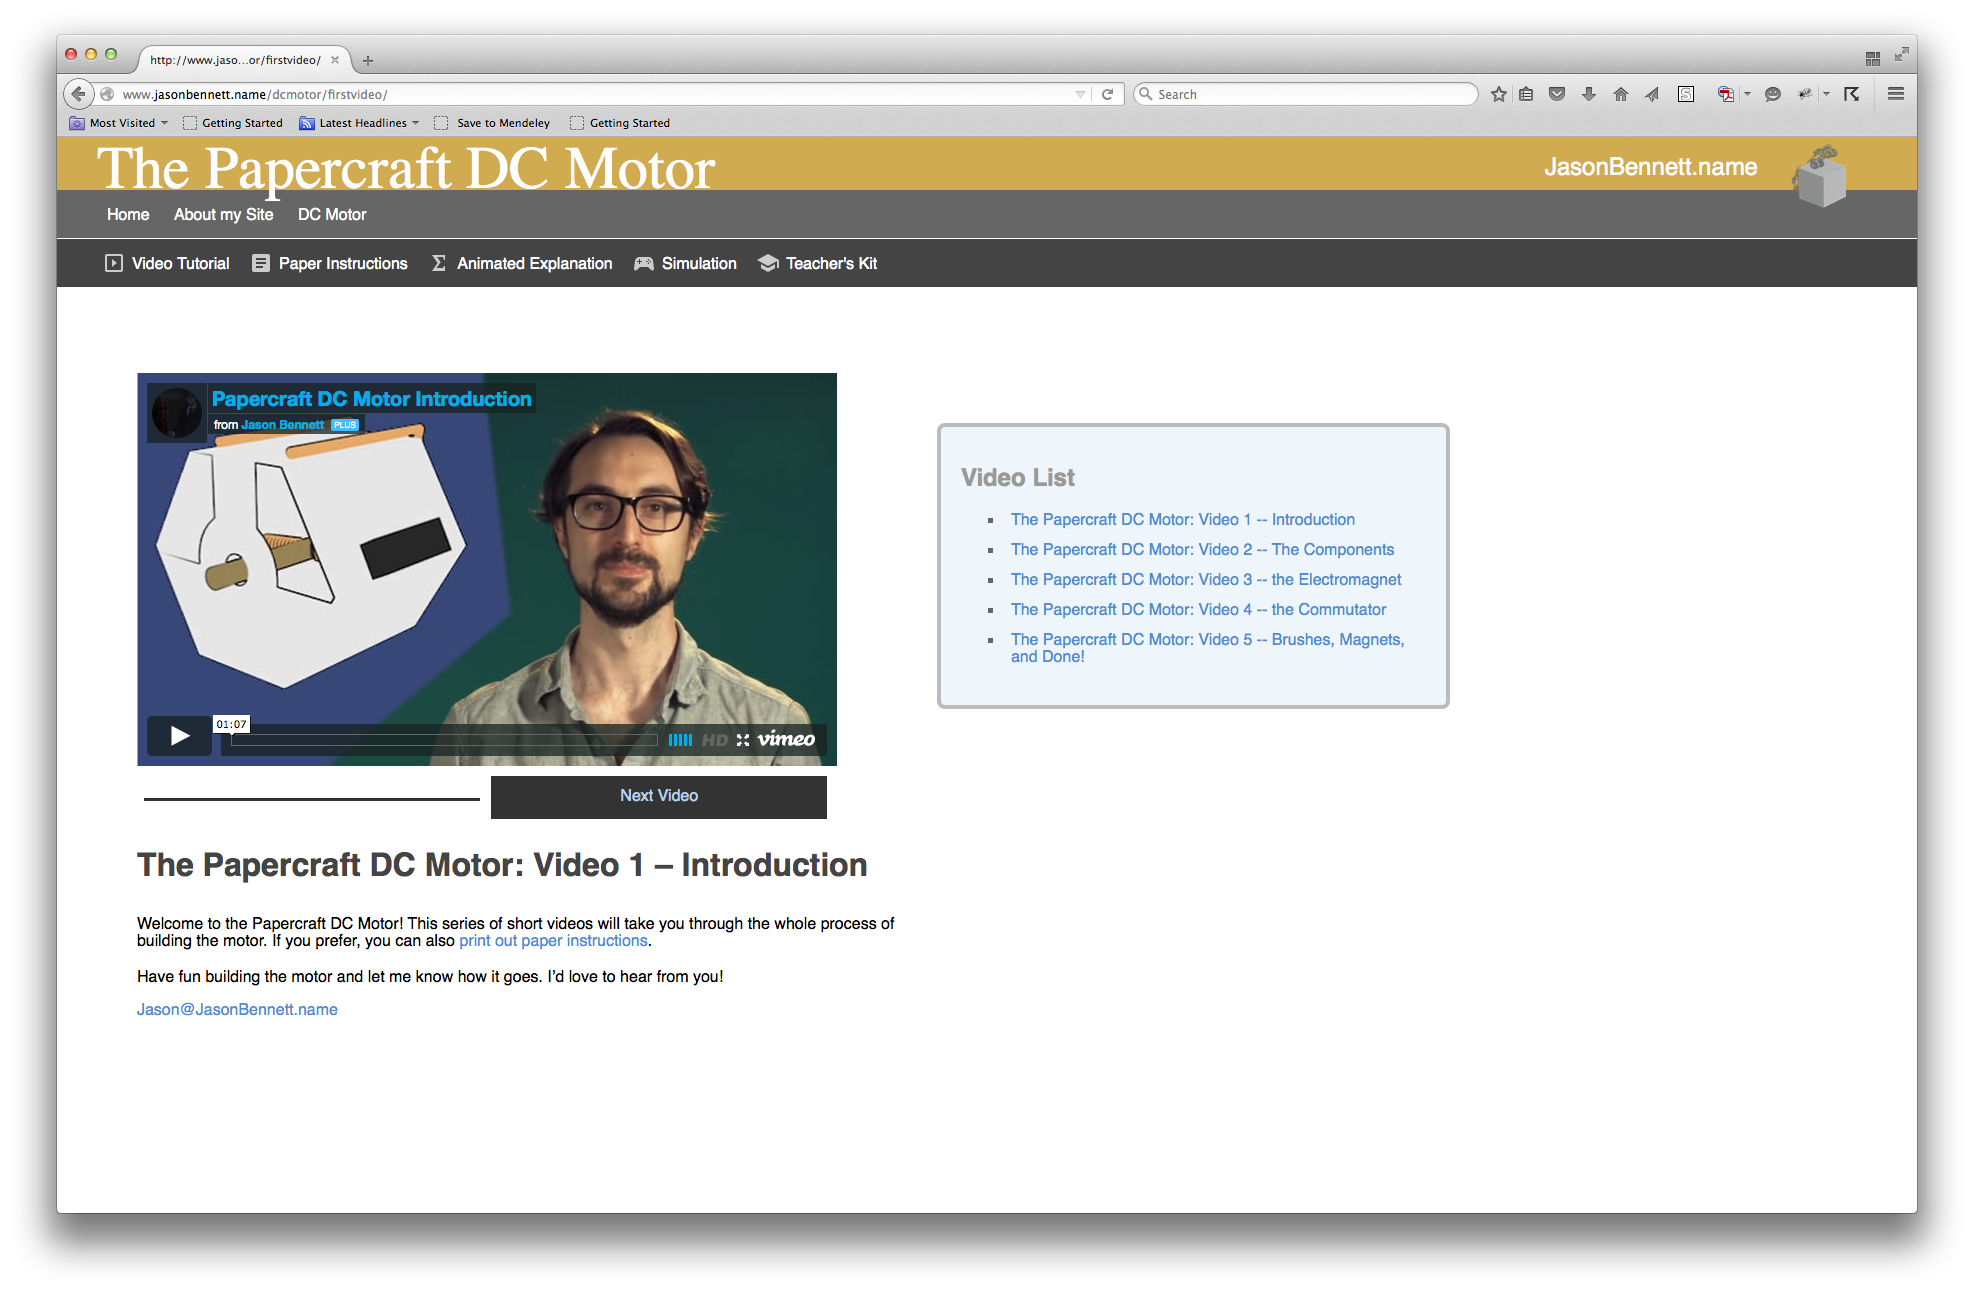 http://www.jaso...or/firstvideo/
www.jasonbennett.name/dcmotor/firstvideo/
Search
Most Visited
Getting Started
Latest Headlines
Save to Mendeley
Getting Started
The Papercraft DC Motor
JasonBennett.name
Home
About my Site
DC Motor
Video Tutorial
Paper Instructions
Σ
Animated Explanation
Simulation
Teacher's Kit
Papercraft DC Motor Introduction
from Jason Bennett PLUS
01:07
HD
vimeo
Next Video
Video List
The Papercraft DC Motor: Video 1 -- Introduction
The Papercraft DC Motor: Video 2 -- The Components
The Papercraft DC Motor: Video 3 -- the Electromagnet
The Papercraft DC Motor: Video 4 -- the Commutator
The Papercraft DC Motor: Video 5 -- Brushes, Magnets,
and Done!
The Papercraft DC Motor: Video 1 – Introduction
Welcome to the Papercraft DC Motor! This series of short videos will take you through the whole process of
building the motor. If you prefer, you can also print out paper instructions.
Have fun building the motor and let me know how it goes. I’d love to hear from you!
Jason@JasonBennett.name